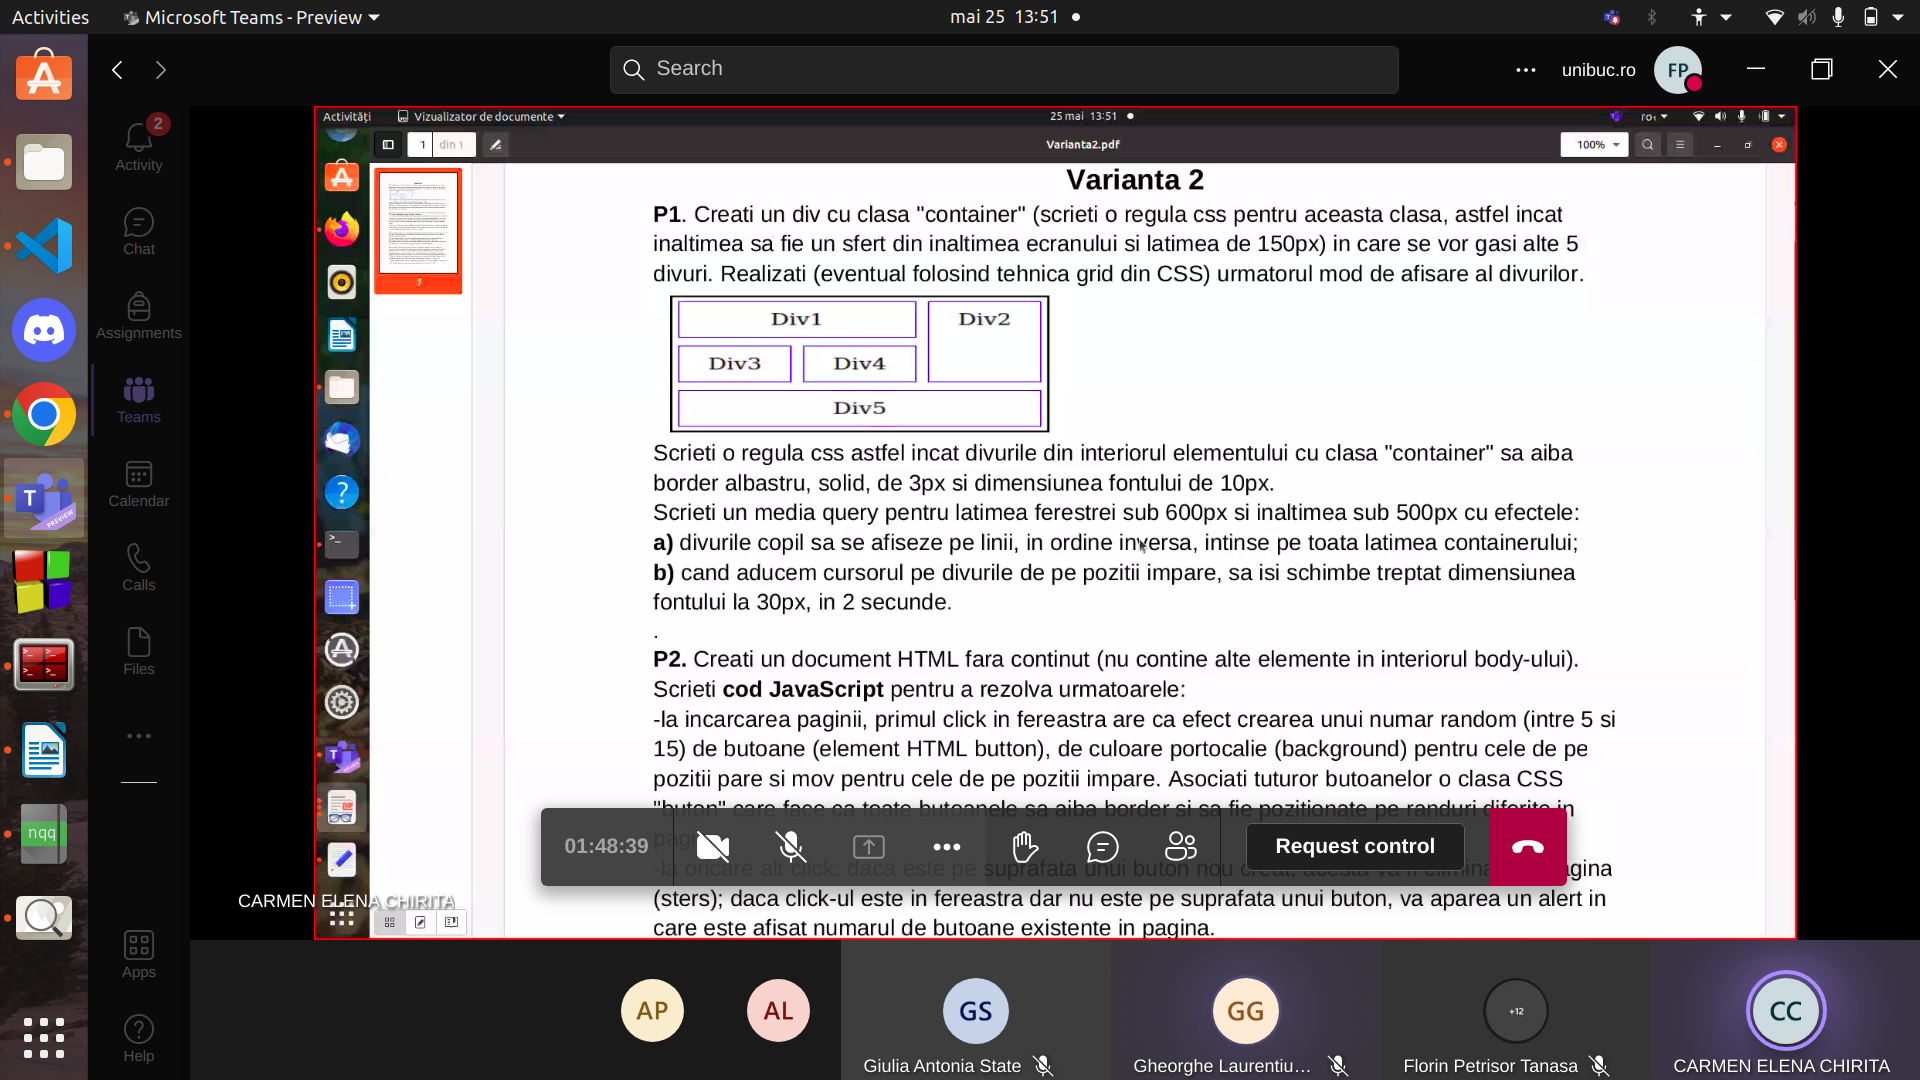 Activities
Microsoft Teams - Preview
mai 25 13:51
Search
unibuc.ro
FP
2
Activity
Chat
Assignments
Teams
Calendar
Calls
Files
Apps
Help
PREVIEW
nqq
Activități
Vizualizator de documente
25 mai 13:51
ro₁
1
din 1
Varianta2.pdf
100%
1
Varianta 2
P1. Creati un div cu clasa "container" (scrieti o regula css pentru aceasta clasa, astfel incat
inaltimea sa fie un sfert din inaltimea ecranului si latimea de 150px) in care se vor gasi alte 5
divuri. Realizati (eventual folosind tehnica grid din CSS) urmatorul mod de afisare al divurilor.
Div1
Div2
Div3
Div4
Div5
Scrieti o regula css astfel incat divurile din interiorul elementului cu clasa "container" sa aiba
border albastru, solid, de 3px si dimensiunea fontului de 10px.
Scrieti un media query pentru latimea ferestrei sub 600px si inaltimea sub 500px cu efectele:
a) divurile copil sa se afiseze pe linii, in ordine inversa, intinse pe toata latimea containerului;
b) cand aducem cursorul pe divurile de pe pozitii impare, sa isi schimbe treptat dimensiunea
fontului la 30px, in 2 secunde.
.
P2. Creati un document HTML fara continut (nu contine alte elemente in interiorul body-ului).
Scrieti cod JavaScript pentru a rezolva urmatoarele:
-la incarcarea paginii, primul click in fereastra are ca efect crearea unui numar random (intre 5 si
15) de butoane (element HTML button), de culoare portocalie (background) pentru cele de pe
pozitii pare si mov pentru cele de pe pozitii impare. Asociati tuturor butoanelor o clasa CSS
"buton" care face ca toate butoanele sa aiba border si sa fie pozitionate pe randuri diferite in
-la oricare alt click: daca este pe suprafata unui buton nou creat, acesta va fi eliminat
(sters); daca click-ul este in fereastra dar nu este pe suprafata unui buton, va aparea un alert in
care este afisat numarul de butoane existente in pagina.
01:48:39
Request control
CARMEN ELENA CHIRITA
AP
AL
GS
GG
+12
CC
Giulia Antonia State
Gheorghe Laurentiu...
Florin Petrisor Tanasa
CARMEN ELENA CHIRITA